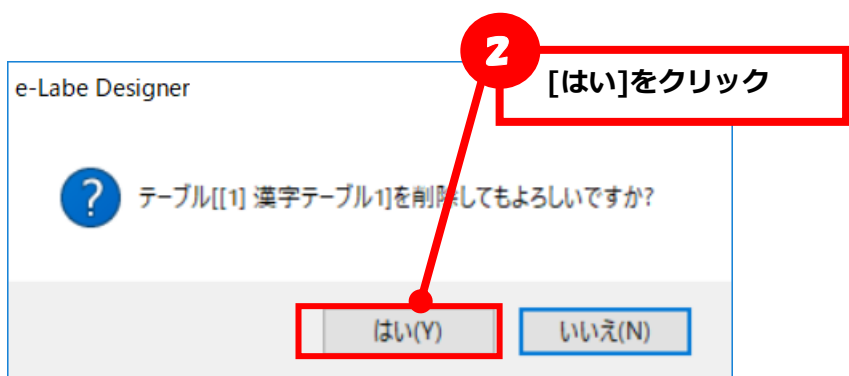 2
[はい]をクリック
e-Labe Designer
?
テーブル[[1] 漢字テーブル1]を削除してもよろしいですか?
はい(Y)
いいえ(N)